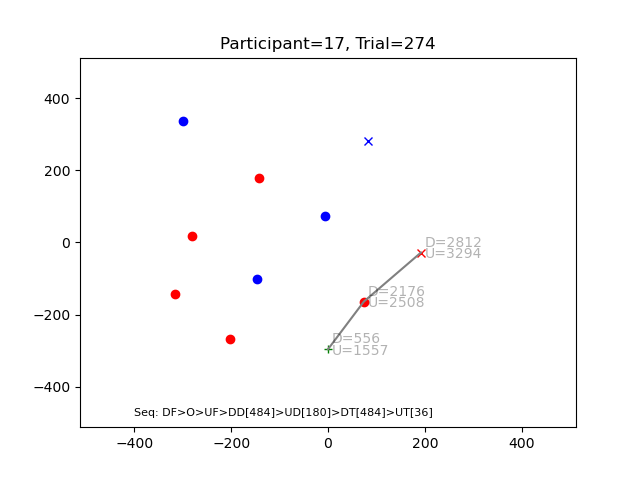 Participant=17, Trial=274
400
200
0
−200
−400
D=2812
U=3294
D=2176
U=2508
D=556
U=1557
Seq: DF>O>UF>DD[484]>UD[180]>DT[484]>UT[36]
−400
−200
0
200
400